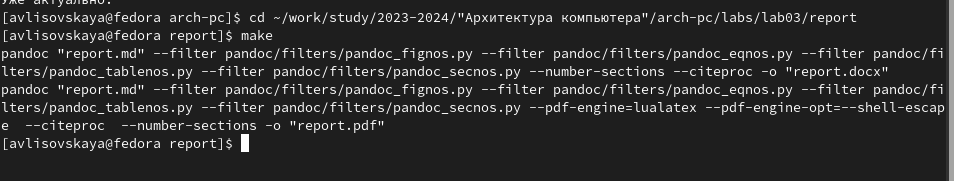 Уже актуально.
[avlisovskaya@fedora arch-pc]$ cd ~/work/study/2023-2024/"Архитектура компьютера"/arch-pc/labs/lab03/report
[avlisovskaya@fedora report]$ make
pandoc "report.md" --filter pandoc/filters/pandoc_fignos.py --filter pandoc/filters/pandoc_eqnos.py --filter pandoc/fi
lters/pandoc_tablenos.py --filter pandoc/filters/pandoc_secnos.py --number-sections --citeproc -o "report.docx"
pandoc "report.md" --filter pandoc/filters/pandoc_fignos.py --filter pandoc/filters/pandoc_eqnos.py --filter pandoc/fi
lters/pandoc_tablenos.py --filter pandoc/filters/pandoc_secnos.py --pdf-engine=lualatex --pdf-engine-opt=--shell-escap
e  --citeproc  --number-sections -o "report.pdf"
[avlisovskaya@fedora report]$